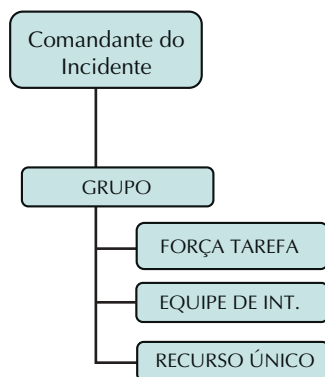 Comandante do
Incidente
GRUPO
FORÇA TAREFA
EQUIPE DE INT.
RECURSO ÚNICO